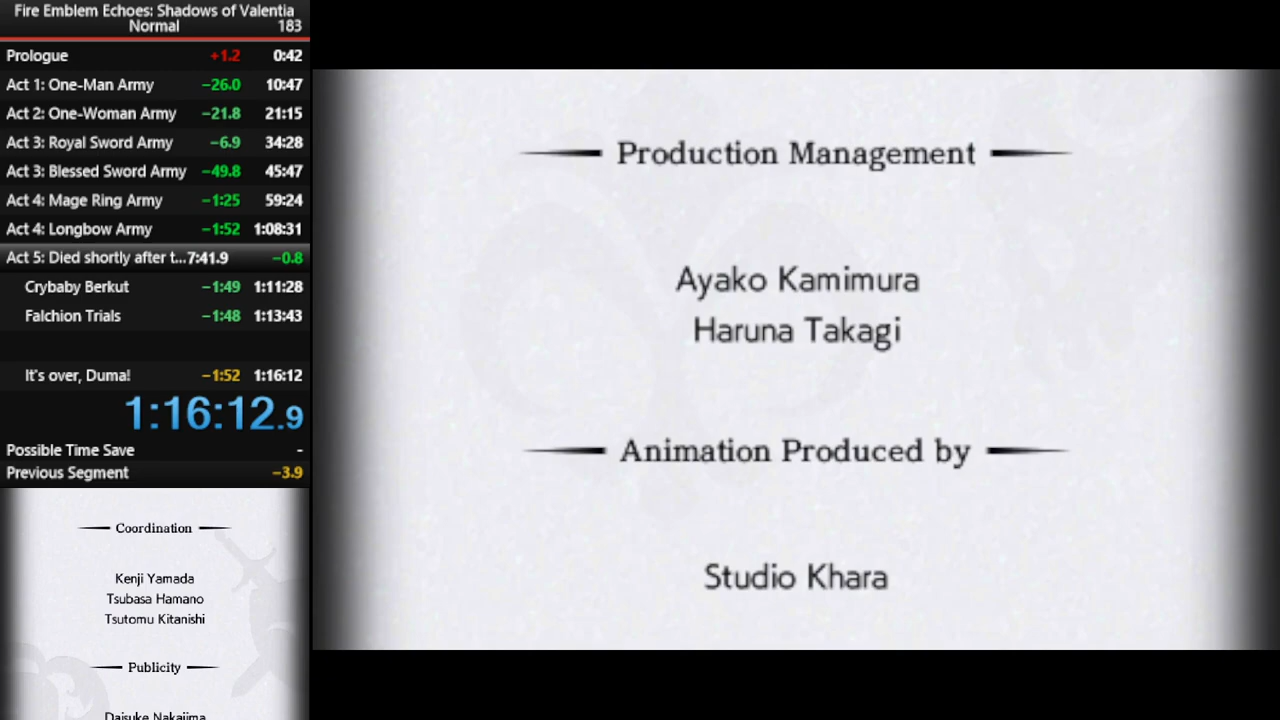 Fire Emblem Echoes: Shadows of Valentia
Normal 183
Prologue +1.2 0:42
Act 1: One-Man Army −26.0 10:47
Act 2: One-Woman Army −21.8 21:15
Act 3: Royal Sword Army −6.9 34:28
Act 3: Blessed Sword Army −49.8 45:47
Act 4: Mage Ring Army −1:25 59:24
Act 4: Longbow Army −1:52 1:08:31
Act 5: Died shortly after t...7:41.9 −0.8
Crybaby Berkut −1:49 1:11:28
Falchion Trials −1:48 1:13:43
It's over, Duma! −1:52 1:16:12
1:16:12.9
Possible Time Save -
Previous Segment −3.9
Coordination
Kenji Yamada
Tsubasa Hamano
Tsutomu Kitanishi
Publicity
Daisuke Nakajima
Production Management
Ayako Kamimura
Haruna Takagi
Animation Produced by
Studio Khara